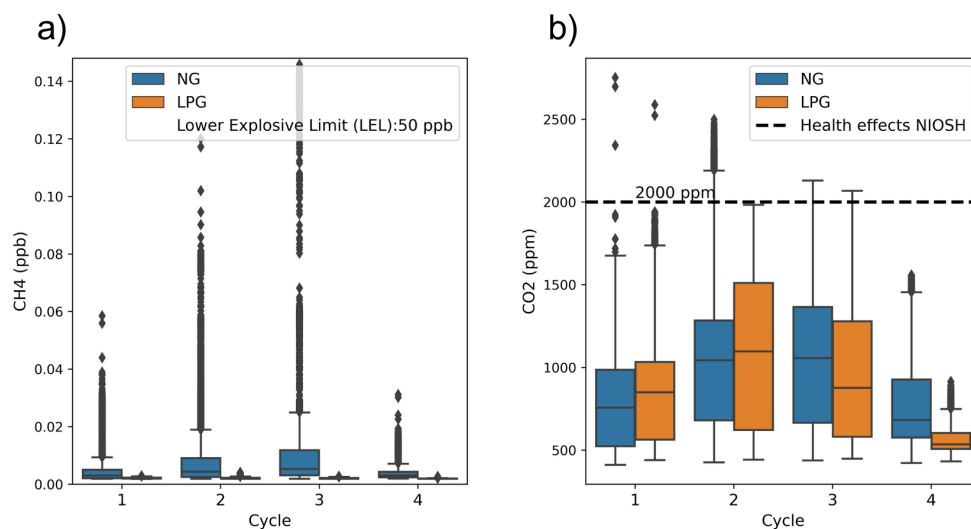 a)
b)
NG
LPG
Lower Explosive Limit (LEL):50 ppb
CH4 (ppb)
0.14
0.12
0.10
0.08
0.06
0.04
0.02
0.00
1 2 3 4
Cycle
NG
LPG
Health effects NIOSH
2000 ppm
CO2 (ppm)
2500
2000
1500
1000
500
1 2 3 4
Cycle